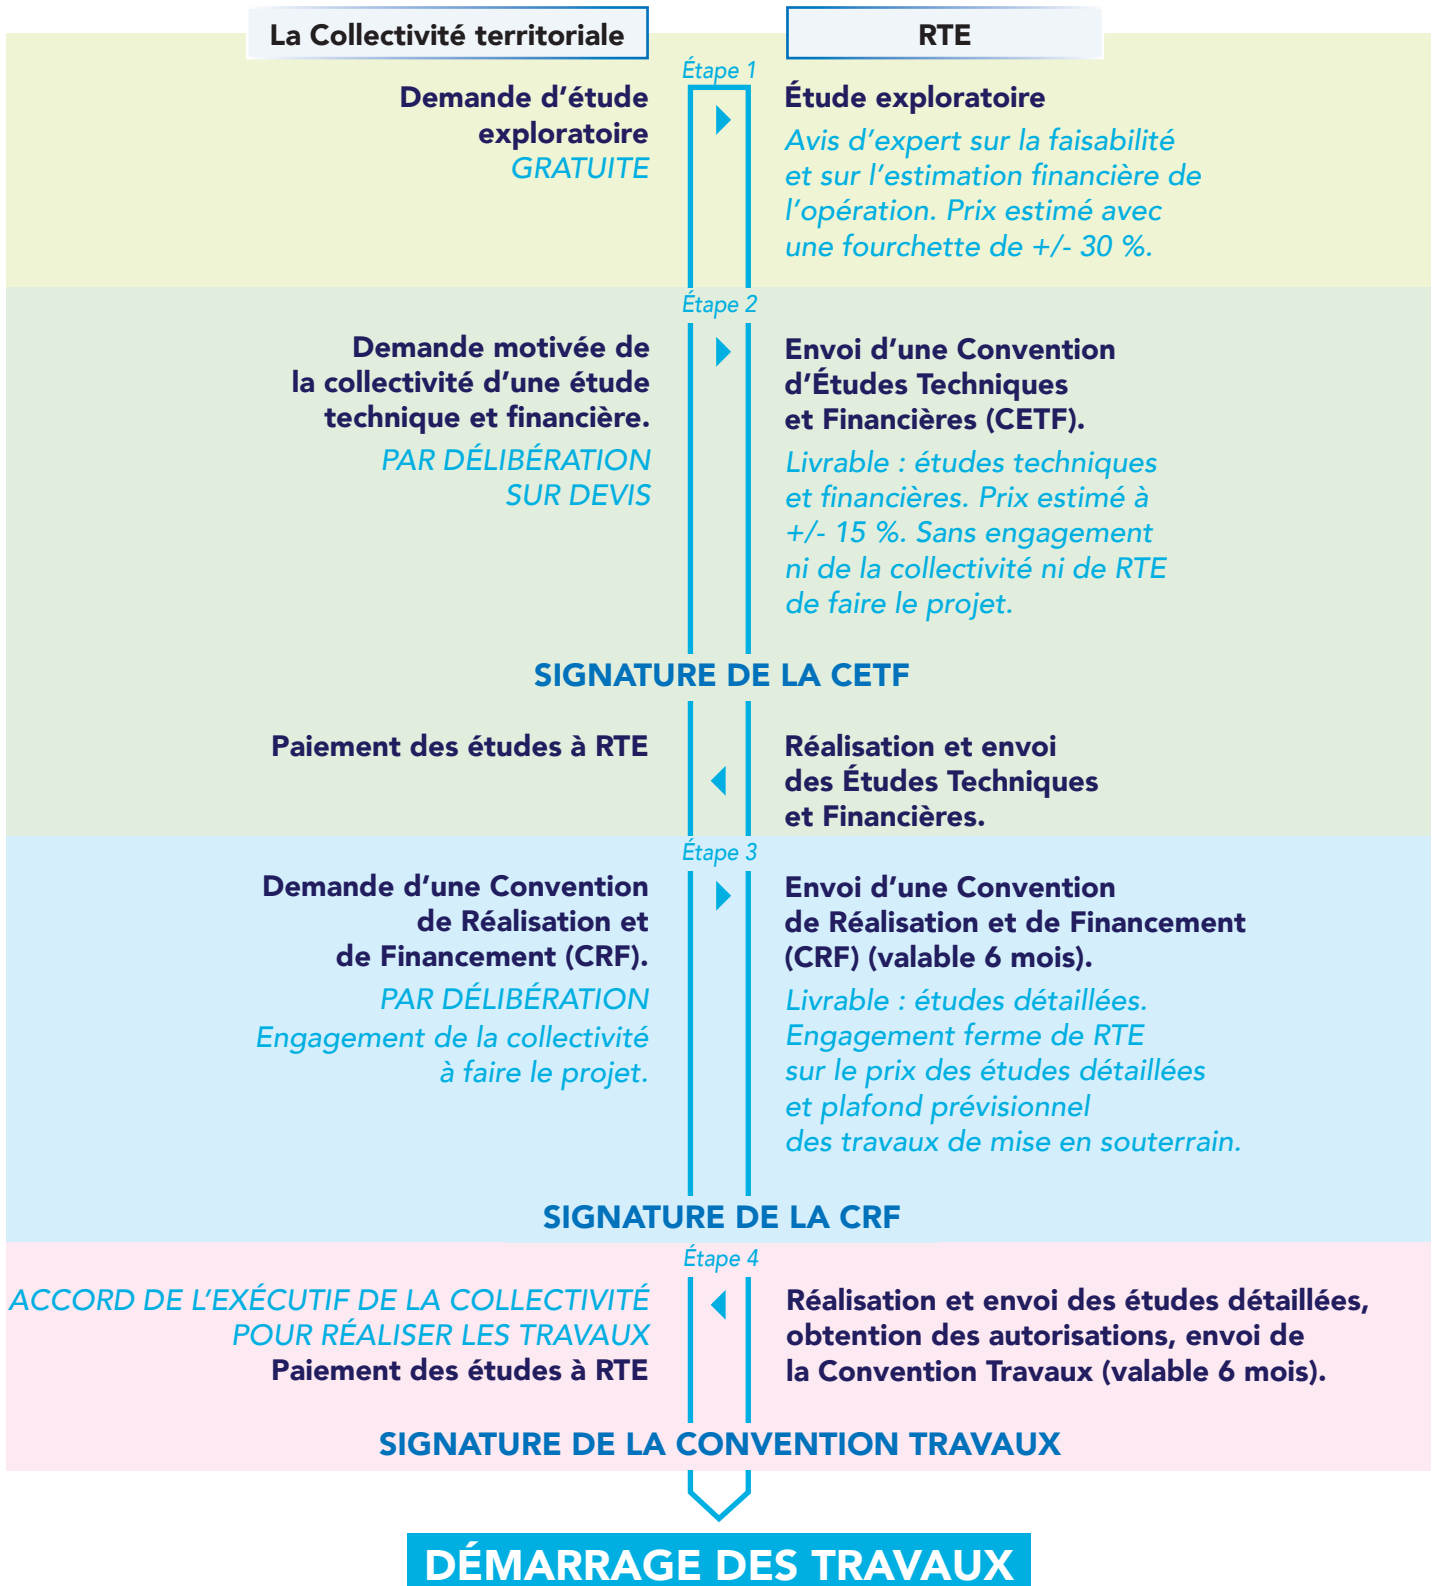 La Collectivité territoriale
RTE
Étape 1
Demande d’étude
exploratoire
GRATUITE
Étude exploratoire
Avis d’expert sur la faisabilité
et sur l’estimation financière de
l’opération. Prix estimé avec
une fourchette de +/- 30 %.
Étape 2
Demande motivée de
la collectivité d’une étude
technique et financière.
PAR DÉLIBÉRATION
SUR DEVIS
Envoi d’une Convention
d’Études Techniques
et Financières (CETF).
Livrable : études techniques
et financières. Prix estimé à
+/- 15 %. Sans engagement
ni de la collectivité ni de RTE
de faire le projet.
SIGNATURE DE LA CETF
Paiement des études à RTE
Réalisation et envoi
des Études Techniques
et Financières.
Étape 3
Demande d’une Convention
de Réalisation et
de Financement (CRF).
PAR DÉLIBÉRATION
Engagement de la collectivité
à faire le projet.
Envoi d’une Convention
de Réalisation et de Financement
(CRF) (valable 6 mois).
Livrable : études détaillées.
Engagement ferme de RTE
sur le prix des études détaillées
et plafond prévisionnel
des travaux de mise en souterrain.
SIGNATURE DE LA CRF
Étape 4
ACCORD DE L’EXÉCUTIF DE LA COLLECTIVITÉ
POUR RÉALISER LES TRAVAUX
Paiement des études à RTE
Réalisation et envoi des études détaillées,
obtention des autorisations, envoi de
la Convention Travaux (valable 6 mois).
SIGNATURE DE LA CONVENTION TRAVAUX
DÉMARRAGE DES TRAVAUX